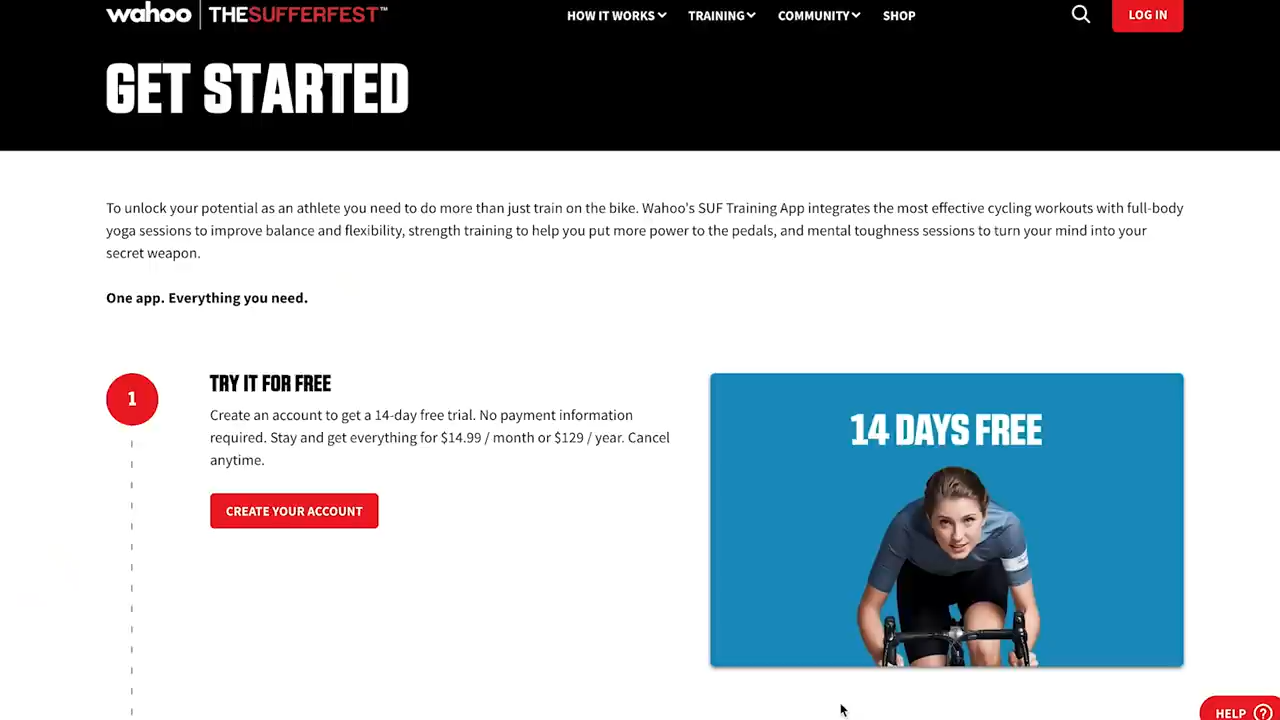 wahoo THESUFFERFEST™ HOW IT WORKS TRAINING COMMUNITY SHOP LOG IN
GET STARTED
To unlock your potential as an athlete you need to do more than just train on the bike. Wahoo's SUF Training App integrates the most effective cycling workouts with full-body
yoga sessions to improve balance and flexibility, strength training to help you put more power to the pedals, and mental toughness sessions to turn your mind into your
secret weapon.
One app. Everything you need.
1
TRY IT FOR FREE
Create an account to get a 14-day free trial. No payment information
required. Stay and get everything for $14.99 / month or $129 / year. Cancel
anytime.
CREATE YOUR ACCOUNT
14 DAYS FREE
HELP ?